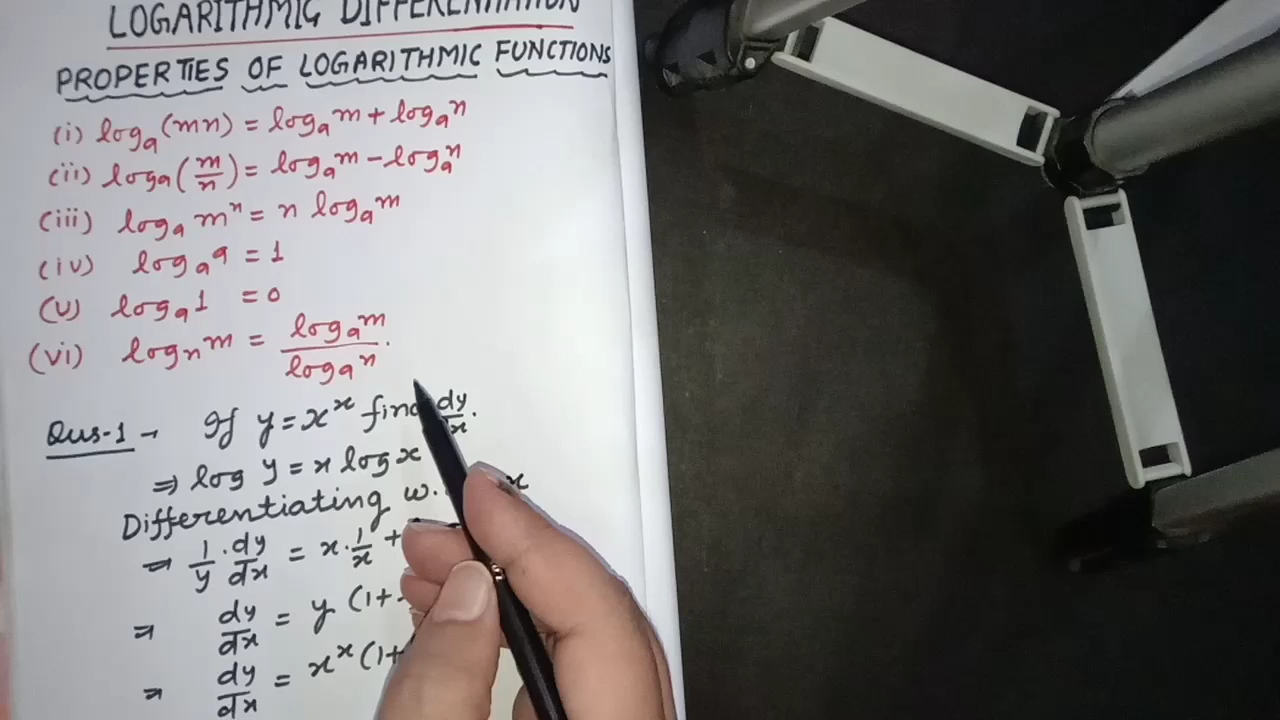 LOGARITHMIC DIFFERENTIATION
PROPERTIES OF LOGARITHMIC FUNCTIONS
(i) logₐ(mn) = logₐm + logₐn
(ii) logₐ(m/n) = logₐm - logₐn
(iii) logₐ mⁿ = n logₐm
(iv) logₐa = 1
(v) logₐ1 = 0
(vi) logₙm = logₐm / logₐn.
Qus-1 → If y = xˣ find dy/dx.
⇒ log y = x log x
Differentiating w. x
⇒ 1/y . dy/dx = x . 1/x +
⇒ dy/dx = y (1+
⇒ dy/dx = xˣ (1+